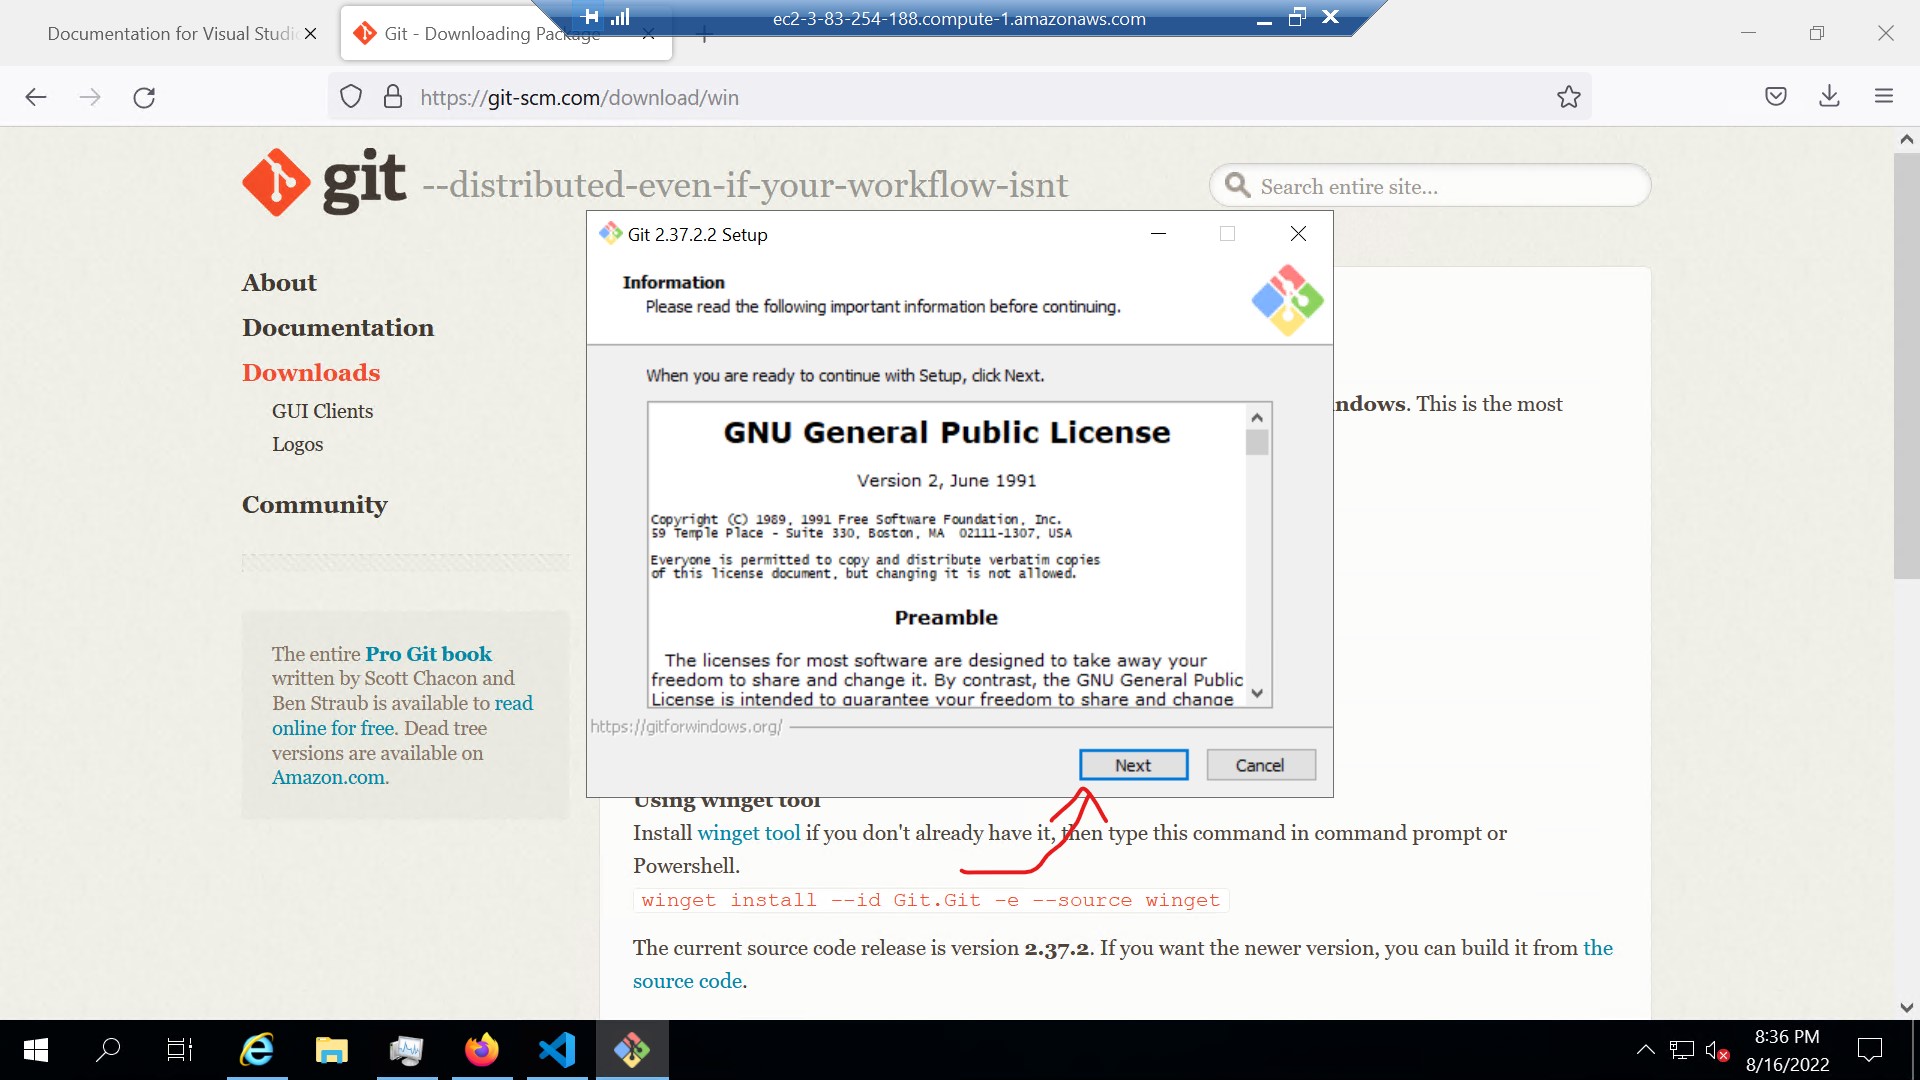 ec2-3-83-254-188.compute-1.amazonaws.com
Documentation for Visual Studio
Git - Downloading Package
https://git-scm.com/download/win
git --distributed-even-if-your-workflow-isnt
Search entire site...
Git 2.37.2.2 Setup
Information
Please read the following important information before continuing.
When you are ready to continue with Setup, click Next.
GNU General Public License
Version 2, June 1991
Copyright (C) 1989, 1991 Free Software Foundation, Inc.
59 Temple Place - Suite 330, Boston, MA  02111-1307, USA
Everyone is permitted to copy and distribute verbatim copies
of this license document, but changing it is not allowed.
Preamble
The licenses for most software are designed to take away your
freedom to share and change it. By contrast, the GNU General Public
License is intended to guarantee your freedom to share and change
https://gitforwindows.org/
Next
Cancel
About
Documentation
Downloads
GUI Clients
Logos
Community
The entire Pro Git book
written by Scott Chacon and
Ben Straub is available to read
online for free. Dead tree
versions are available on
Amazon.com.
ndows. This is the most
Using winget tool
Install winget tool if you don't already have it, then type this command in command prompt or
Powershell.
winget install --id Git.Git -e --source winget
The current source code release is version 2.37.2. If you want the newer version, you can build it from the
source code.
8:36 PM
8/16/2022